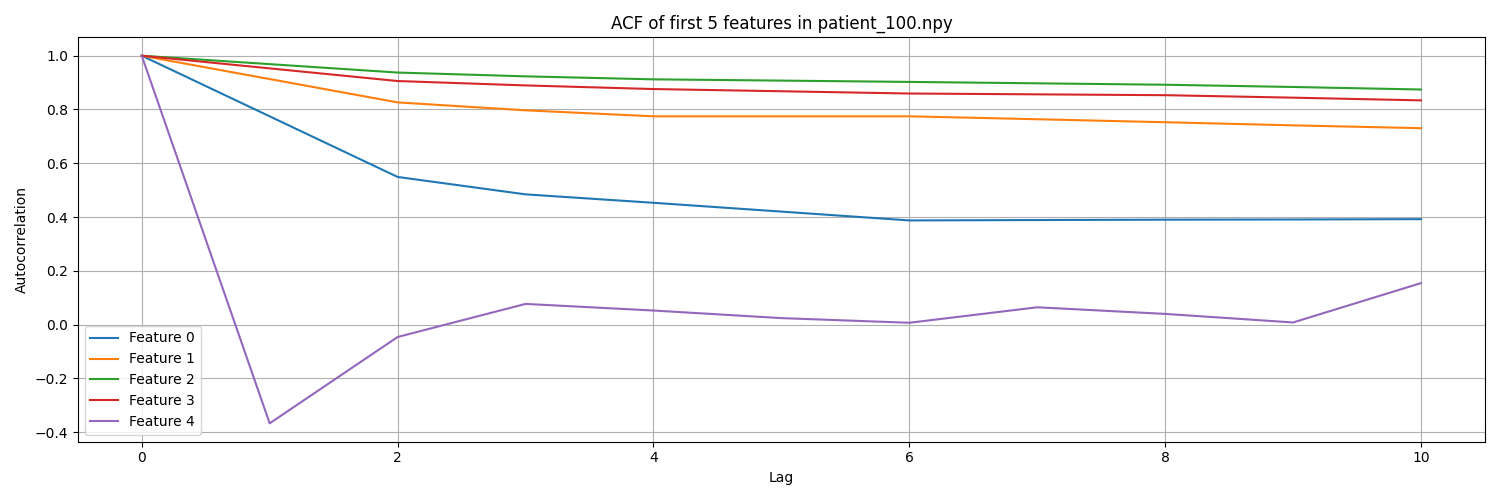 ACF of first 5 features in patient_100.npy
Autocorrelation
1.0
0.8
0.6
0.4
0.2
0.0
−0.2
−0.4
Feature 0
Feature 1
Feature 2
Feature 3
Feature 4
0 2 4 6 8 10
Lag